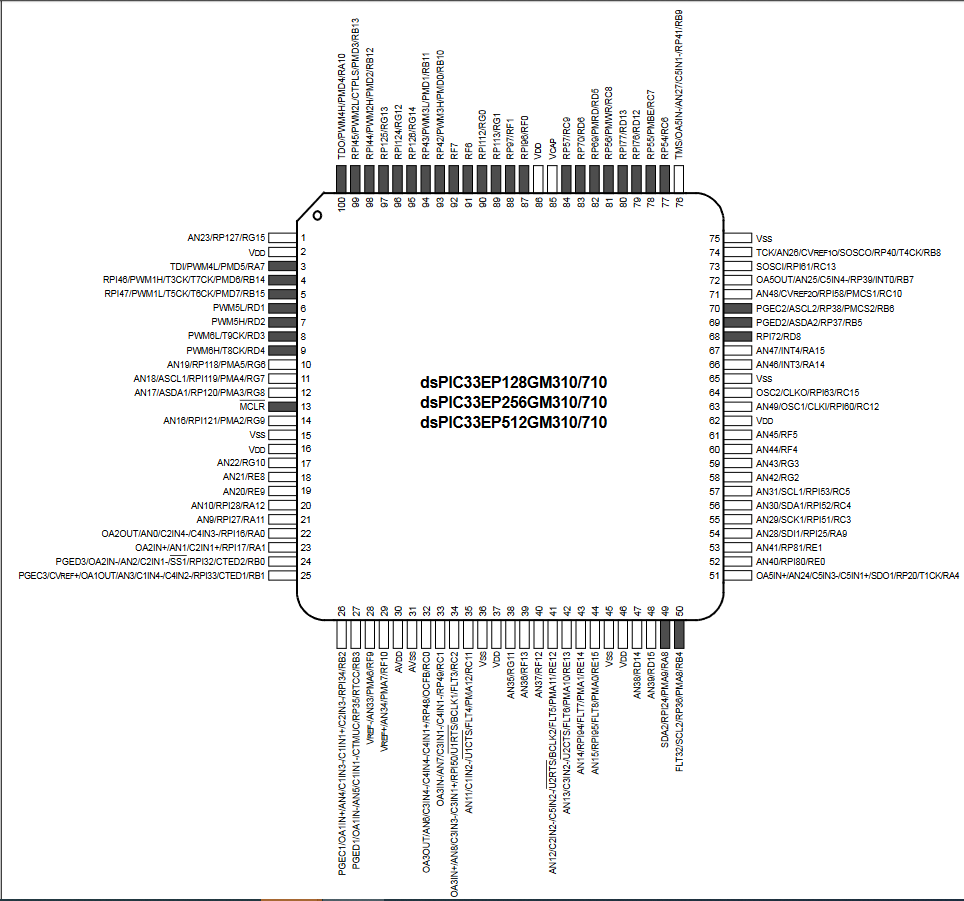 TDO/PWM4H/PMD4/RA10
RPI45/PWM2L/CTPLS/PMD3/RB13
RPI44/PWM2H/PMD2/RB12
RP125/RG13
RPI124/RG12
RP126/RG14
RP43/PWM3L/PMD1/RB11
RP42/PWM3H/PMD0/RB10
RF7
RF6
RPI112/RG0
RP113/RG1
RP97/RF1
RPI96/RF0
VDD
VCAP
RP57/RC9
RP70/RD6
RP69/PMRD/RD5
RP56/PMWR/RC8
RPI77/RD13
RPI76/RD12
RP55/PMBE/RC7
RP54/RC6
TMS/OA5IN-/AN27/C5IN1-/RP41/RB9
100 99 98 97 96 95 94 93 92 91 90 89 88 87 86 85 84 83 82 81 80 79 78 77 76
AN23/RP127/RG15 1
VDD 2
TDI/PWM4L/PMD5/RA7 3
RPI46/PWM1H/T3CK/T7CK/PMD6/RB14 4
RPI47/PWM1L/T5CK/T6CK/PMD7/RB15 5
PWM5L/RD1 6
PWM5H/RD2 7
PWM6L/T9CK/RD3 8
PWM6H/T8CK/RD4 9
AN19/RP118/PMA5/RG6 10
AN18/ASCL1/RPI119/PMA4/RG7 11
AN17/ASDA1/RP120/PMA3/RG8 12
MCLR 13
AN16/RPI121/PMA2/RG9 14
VSS 15
VDD 16
AN22/RG10 17
AN21/RE8 18
AN20/RE9 19
AN10/RPI28/RA12 20
AN9/RPI27/RA11 21
OA2OUT/AN0/C2IN4-/C4IN3-/RPI16/RA0 22
OA2IN+/AN1/C2IN1+/RPI17/RA1 23
PGED3/OA2IN-/AN2/C2IN1-/SS1/RPI32/CTED2/RB0 24
PGEC3/CVREF+/OA1OUT/AN3/C1IN4-/C4IN2-/RPI33/CTED1/RB1 25
dsPIC33EP128GM310/710
dsPIC33EP256GM310/710
dsPIC33EP512GM310/710
75 VSS
74 TCK/AN26/CVREF1O/SOSCO/RP40/T4CK/RB8
73 SOSCI/RPI61/RC13
72 OA5OUT/AN25/C5IN4-/RP39/INT0/RB7
71 AN48/CVREF2O/RPI58/PMCS1/RC10
70 PGEC2/ASCL2/RP38/PMCS2/RB6
69 PGED2/ASDA2/RP37/RB5
68 RPI72/RD8
67 AN47/INT4/RA15
66 AN46/INT3/RA14
65 VSS
64 OSC2/CLKO/RPI63/RC15
63 AN49/OSC1/CLKI/RPI60/RC12
62 VDD
61 AN45/RF5
60 AN44/RF4
59 AN43/RG3
58 AN42/RG2
57 AN31/SCL1/RPI53/RC5
56 AN30/SDA1/RPI52/RC4
55 AN29/SCK1/RPI51/RC3
54 AN28/SDI1/RPI25/RA9
53 AN41/RP81/RE1
52 AN40/RPI80/RE0
51 OA5IN+/AN24/C5IN3-/C5IN1+/SDO1/RP20/T1CK/RA4
26 27 28 29 30 31 32 33 34 35 36 37 38 39 40 41 42 43 44 45 46 47 48 49 50
PGEC1/OA1IN+/AN4/C1IN3-/C1IN1+/C2IN3-/RPI34/RB2
PGED1/OA1IN-/AN5/C1IN1-/CTMUC/RP35/RTCC/RB3
VREF-/AN33/PMA6/RF9
VREF+/AN34/PMA7/RF10
AVDD
AVSS
OA3OUT/AN6/C3IN4-/C4IN4-/C4IN1+/RP48/OCFB/RC0
OA3IN-/AN7/C3IN1-/C4IN1-/RP49/RC1
OA3IN+/AN8/C3IN3-/C3IN1+/RPI50/U1RTS/BCLK1/FLT3/RC2
AN11/C1IN2-/U1CTS/FLT4/PMA12/RC11
VSS
VDD
AN35/RG11
AN36/RF13
AN37/RF12
AN12/C2IN2-/C5IN2-/U2RTS/BCLK2/FLT5/PMA11/RE12
AN13/C3IN2-/U2CTS/FLT6/PMA10/RE13
AN14/RPI94/FLT7/PMA1/RE14
AN15/RPI95/FLT8/PMA0/RE15
VSS
VDD
AN38/RD14
AN39/RD15
SDA2/RPI24/PMA9/RA8
FLT32/SCL2/RP36/PMA8/RB4